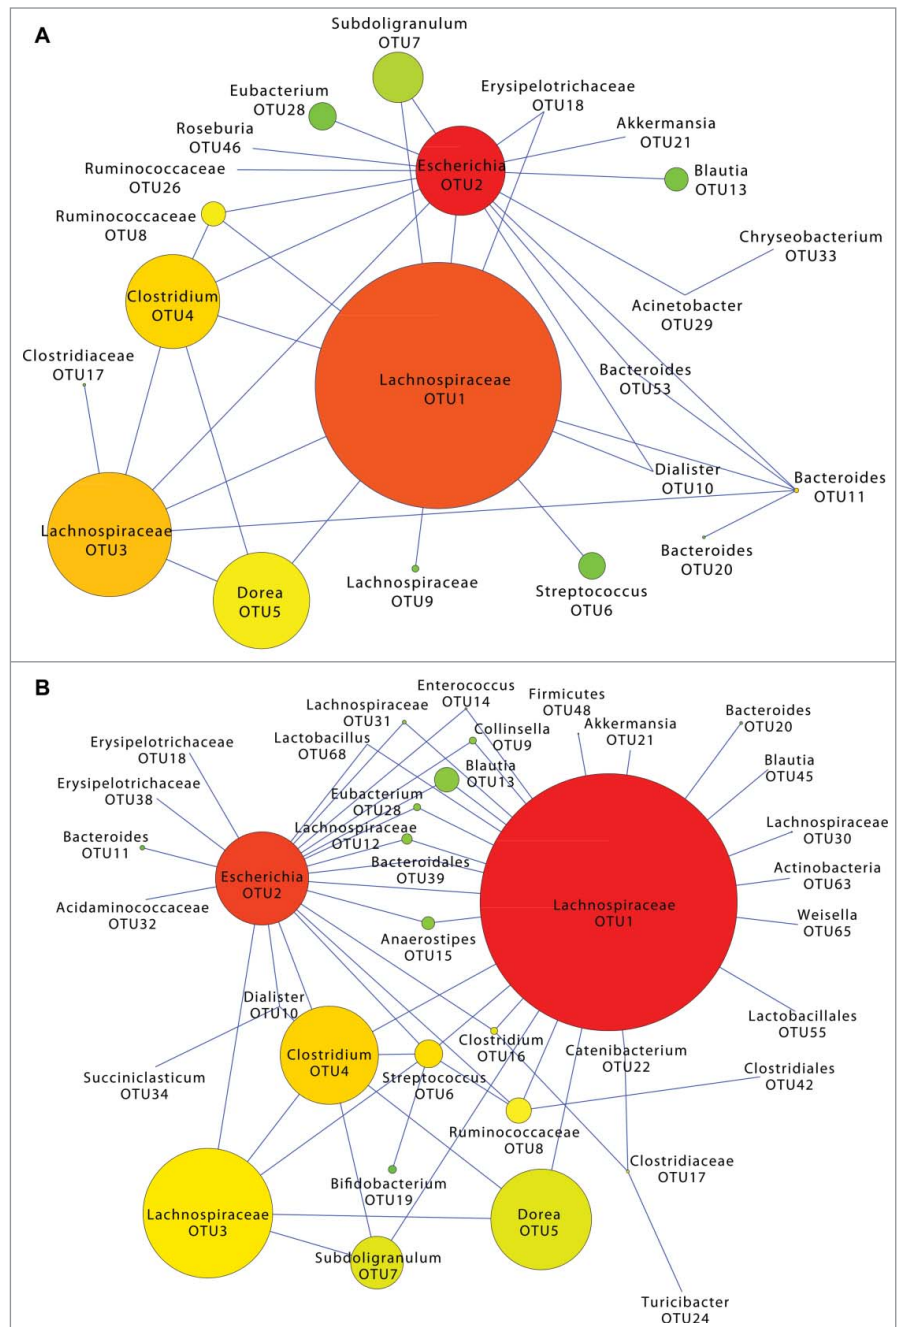 A
Subdoligranulum
OTU7
Eubacterium
OTU28
Erysipelotrichaceae
OTU18
Roseburia
OTU46
Akkermansia
OTU21
Ruminococcaceae
OTU26
Escherichia
OTU2
Blautia
OTU13
Ruminococcaceae
OTU8
Chryseobacterium
OTU33
Clostridium
OTU4
Acinetobacter
OTU29
Clostridiaceae
OTU17
Lachnospiraceae
OTU1
Bacteroides
OTU53
Dialister
OTU10
Bacteroides
OTU11
Lachnospiraceae
OTU3
Bacteroides
OTU20
Dorea
OTU5
Lachnospiraceae
OTU9
Streptococcus
OTU6
B
Enterococcus
OTU14
Firmicutes
OTU48
Lachnospiraceae
OTU31
Akkermansia
OTU21
Bacteroides
OTU20
Collinsella
OTU9
Lactobacillus
OTU68
Erysipelotrichaceae
OTU18
Blautia
OTU13
Blautia
OTU45
Erysipelotrichaceae
OTU38
Eubacterium
OTU28
Lachnospiraceae
OTU12
Lachnospiraceae
OTU30
Bacteroides
OTU11
Bacteroidales
OTU39
Actinobacteria
OTU63
Escherichia
OTU2
Acidaminococcaceae
OTU32
Lachnospiraceae
OTU1
Weisella
OTU65
Anaerostipes
OTU15
Dialister
OTU10
Lactobacillales
OTU55
Clostridium
OTU4
Clostridium
OTU16
Catenibacterium
OTU22
Clostridiales
OTU42
Succiniclasticum
OTU34
Streptococcus
OTU6
Ruminococcaceae
OTU8
Clostridiaceae
OTU17
Bifidobacterium
OTU19
Lachnospiraceae
OTU3
Dorea
OTU5
Subdoligranulum
OTU7
Turicibacter
OTU24